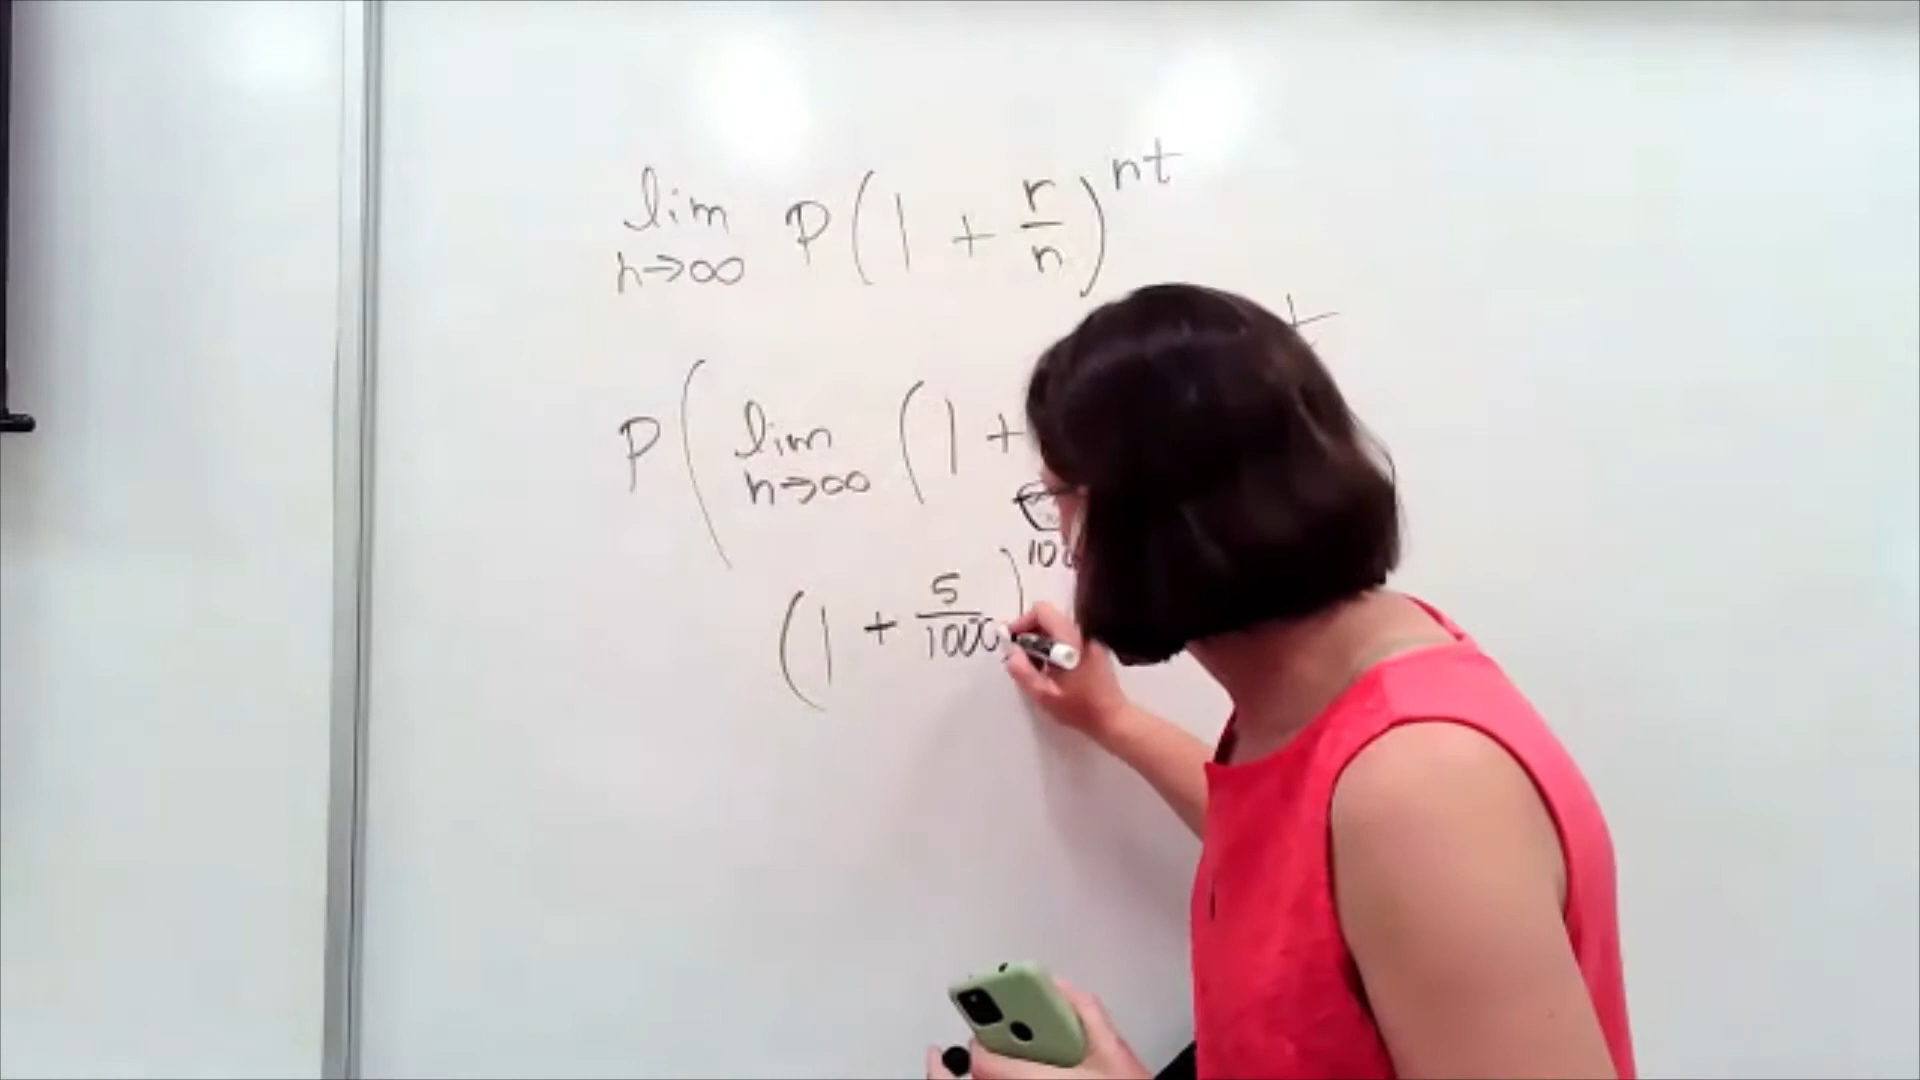 lim P(1 + r/n)^nt
n→∞
P( lim (1 +
n→∞
(1 + 5/1000)